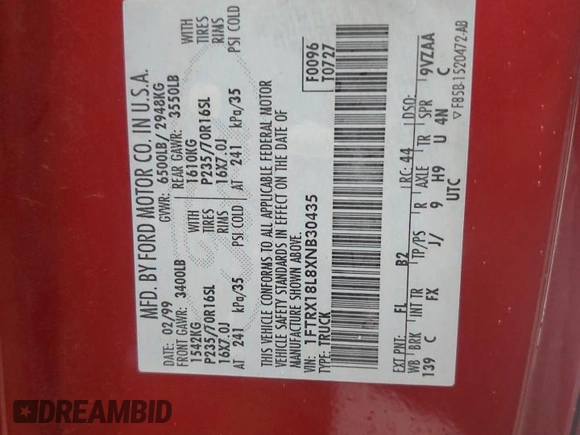 MFD. BY FORD MOTOR CO. IN U.S.A.
DATE: 02/99 GVWR: 6500LB/ 2948KG
FRONT GAWR: 3400LB REAR GAWR: 3550LB
1542KG WITH 1610KG WITH
P235/70R16SL TIRES P235/70R16SL TIRES
16X7.0J RIMS 16X7.0J RIMS
AT 241 kPa/35 PSI COLD AT 241 kPa/35 PSI COLD
THIS VEHICLE CONFORMS TO ALL APPLICABLE FEDERAL MOTOR
VEHICLE SAFETY STANDARDS IN EFFECT ON THE DATE OF
MANUFACTURE SHOWN ABOVE.
VIN: 1FTRX18L8XNB30435 F0096
TYPE: TRUCK T0727
EXT PNT: FL B2 RC: 44 DSO:
WB BRK INT TR TP/PS R AXLE TR SPR
139 C FX J/ 9 H9 U 4N 9VZAA
UTC C
▽ F85B-1520472-AB
DREAMBID